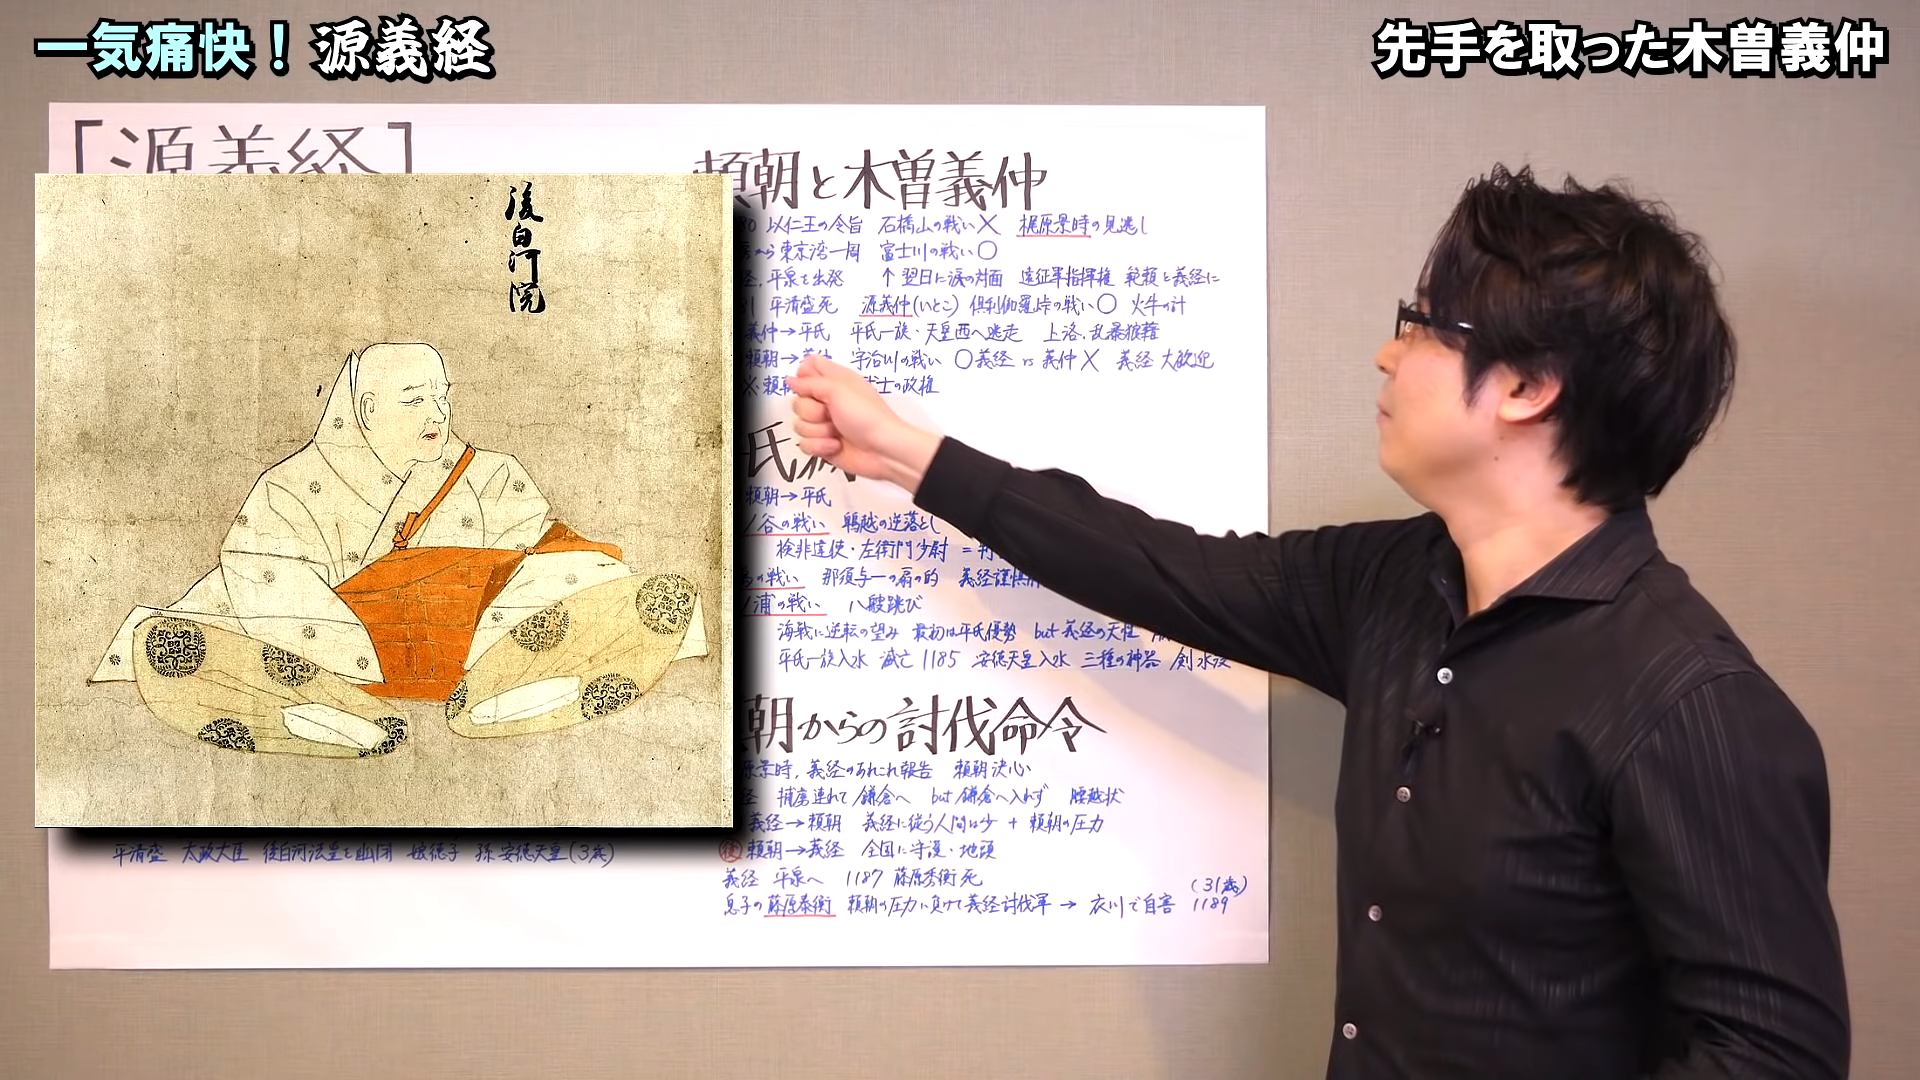 一気痛快！源義経
先手を取った木曽義仲
［源義経］
後白河院
頼朝と木曽義仲
以仁王の令旨 石橋山の戦い× 梶原景時の見逃し
から東京湾一周 富士川の戦い〇
平泉を出発 ↑翌日に涙の対面 遠征軍指揮権 範頼と義経に
平清盛死 源義仲(いとこ) 倶利伽羅峠の戦い〇 火牛の計
義仲→平氏 平氏一族・天皇西へ逃走 上洛、乱暴狼藉
頼朝→義仲 宇治川の戦い 〇義経 vs 義仲× 義経 大歓迎
×頼朝 武士の政権
氏滅
頼朝→平氏
ノ谷の戦い 鵯越の逆落とし
検非違使・左衛門少尉 = 判
の戦い 那須与一の扇の的 義経
ノ浦の戦い 八艘跳び
海戦に逆転の望み 最初は平氏優勢 but 義経の天性
平氏一族入水 滅亡 1185 安徳天皇入水 三種の神器 剣水没
朝からの討伐命令
原景時、義経のあれこれ報告 頼朝決心
捕虜連れて鎌倉へ but 鎌倉へ入れず 腰越状
義経→頼朝 義経に従う人間は少 + 頼朝の圧力
後 頼朝→義経 全国に守護・地頭
義経 平泉へ 1187 藤原秀衡死
息子の藤原泰衡 頼朝の圧力に負けて義経討伐軍 → 衣川で自害 1189 (31歳)
平清盛 太政大臣 後白河法皇を幽閉 娘徳子 孫安徳天皇(3歳)